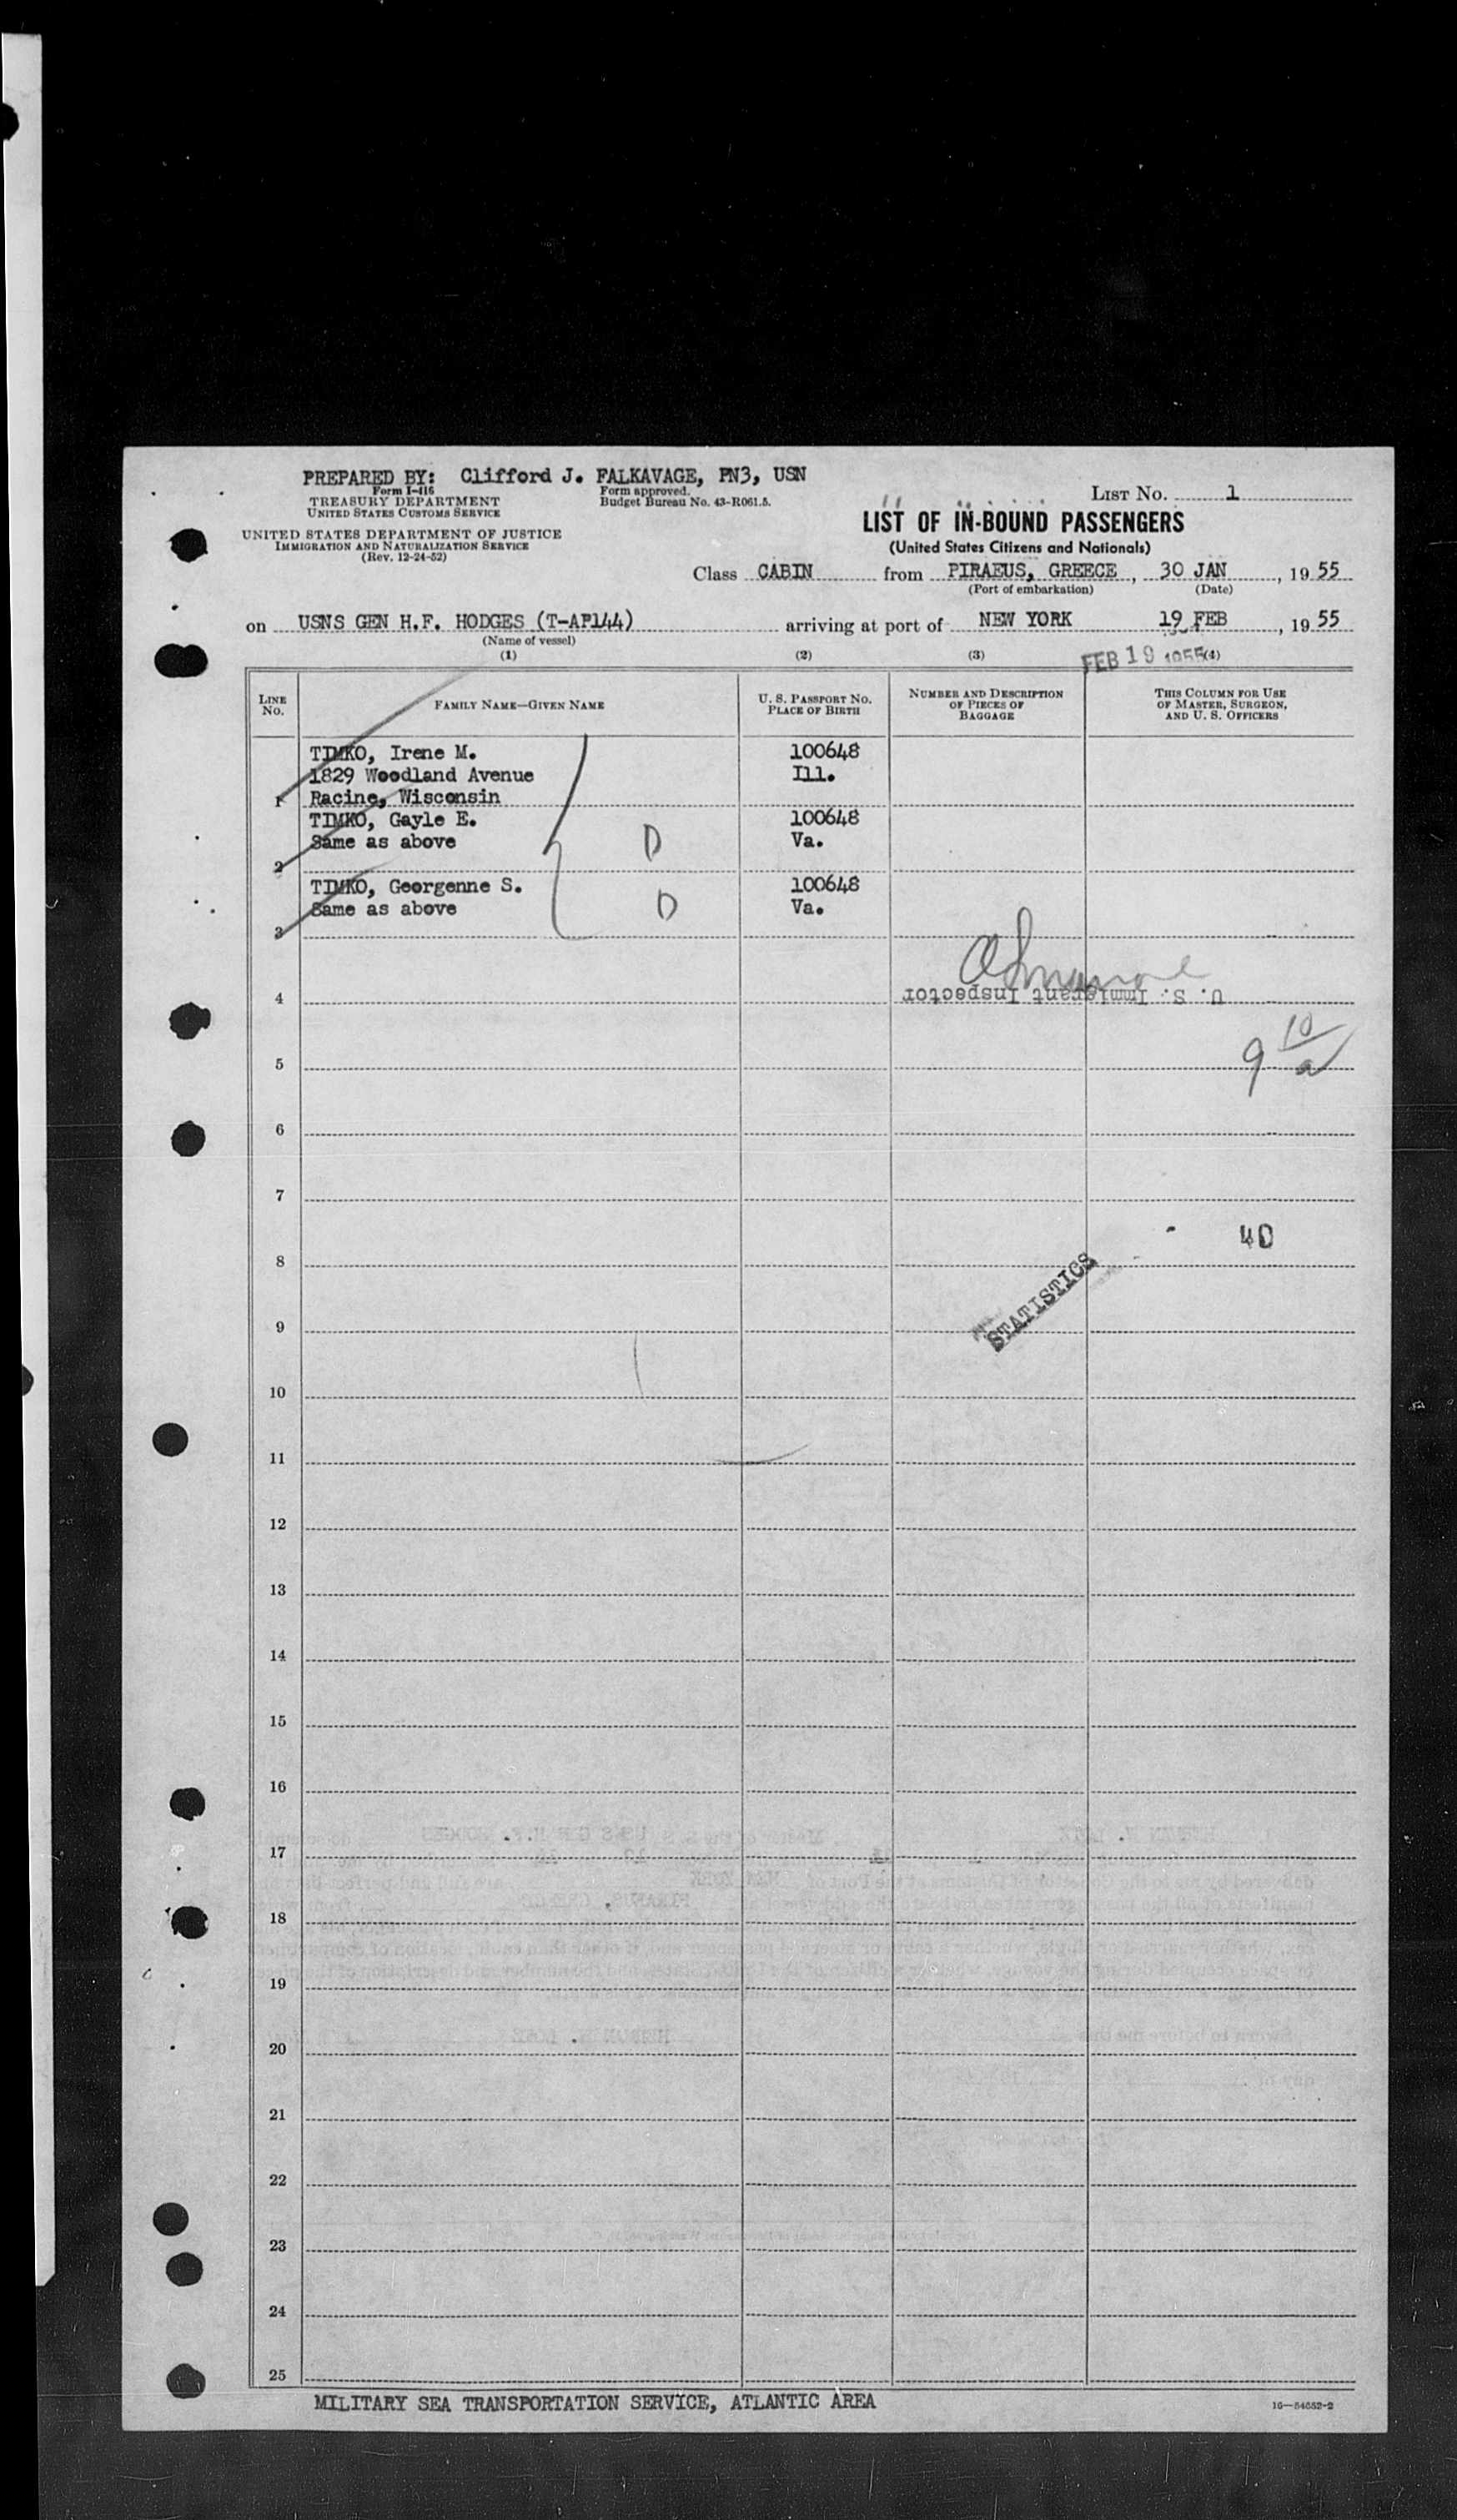 PREPARED BY: Clifford J. FALKAVAGE, PN3, USN
Form I-416
TREASURY DEPARTMENT
UNITED STATES CUSTOMS SERVICE
Form approved.
Budget Bureau No. 43-R061.5.
LIST No. 1
UNITED STATES DEPARTMENT OF JUSTICE
IMMIGRATION AND NATURALIZATION SERVICE
(Rev. 12-24-52)
LIST OF IN-BOUND PASSENGERS
(United States Citizens and Nationals)
Class CABIN from PIRAEUS, GREECE, 30 JAN, 19 55
(Port of embarkation) (Date)
on USNS GEN H.F. HODGES (T-AP144) arriving at port of NEW YORK 19 FEB, 19 55
(Name of vessel)
(1) (2) (3) (4)
FEB 19 1955
LINE No.
FAMILY NAME—GIVEN NAME
U. S. PASSPORT No.
PLACE OF BIRTH
NUMBER AND DESCRIPTION
OF PIECES OF
BAGGAGE
THIS COLUMN FOR USE
OF MASTER, SURGEON,
AND U. S. OFFICERS
TIMKO, Irene M. 100648
1829 Woodland Avenue Ill.
1 Racine, Wisconsin
TIMKO, Gayle E. 100648
Same as above D Va.
2
TIMKO, Georgenne S. 100648
Same as above D Va.
3
4 U. S. Immigrant Inspector
9 10/a
5
6
7
40
8
STATISTICS
9
10
11
12
13
14
15
16
17
18
19
20
21
22
23
24
25
MILITARY SEA TRANSPORTATION SERVICE, ATLANTIC AREA
16—54652-2